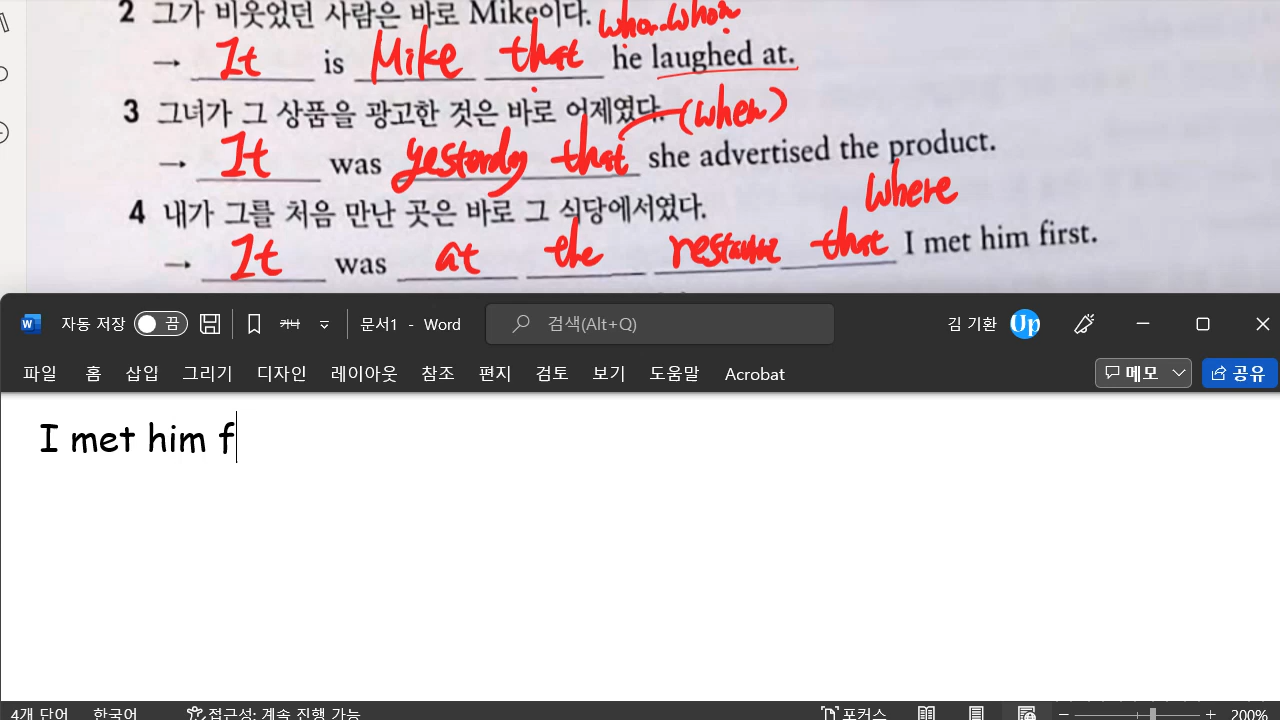 2 그가 비웃었던 사람은 바로 Mike이다. who.whom
→ It is Mike that he laughed at.
3 그녀가 그 상품을 광고한 것은 바로 어제였다. (when)
→ It was yesterday that she advertised the product.
4 내가 그를 처음 만난 곳은 바로 그 식당에서였다. where
→ It was at the that I met him first.
자동 저장 끔 가나 문서1 - Word 검색(Alt+Q) 김 기환 Up
파일 홈 삽입 그리기 디자인 레이아웃 참조 편지 검토 보기 도움말 Acrobat 메모 공유
I met him f
4개 단어 한국어 접근성: 계속 진행 가능 포커스 200%